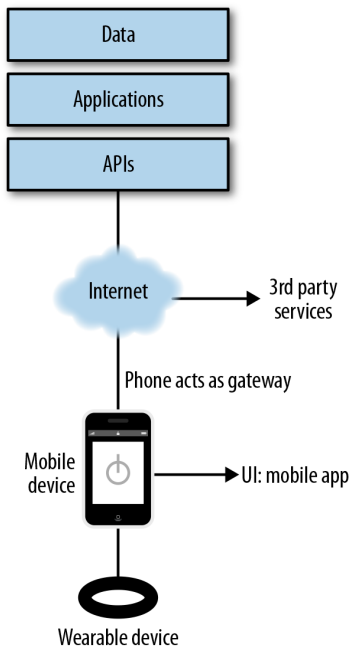 Data
Applications
APIs
Internet
3rd party
services
Phone acts as gateway
Mobile
device
UI: mobile app
Wearable device